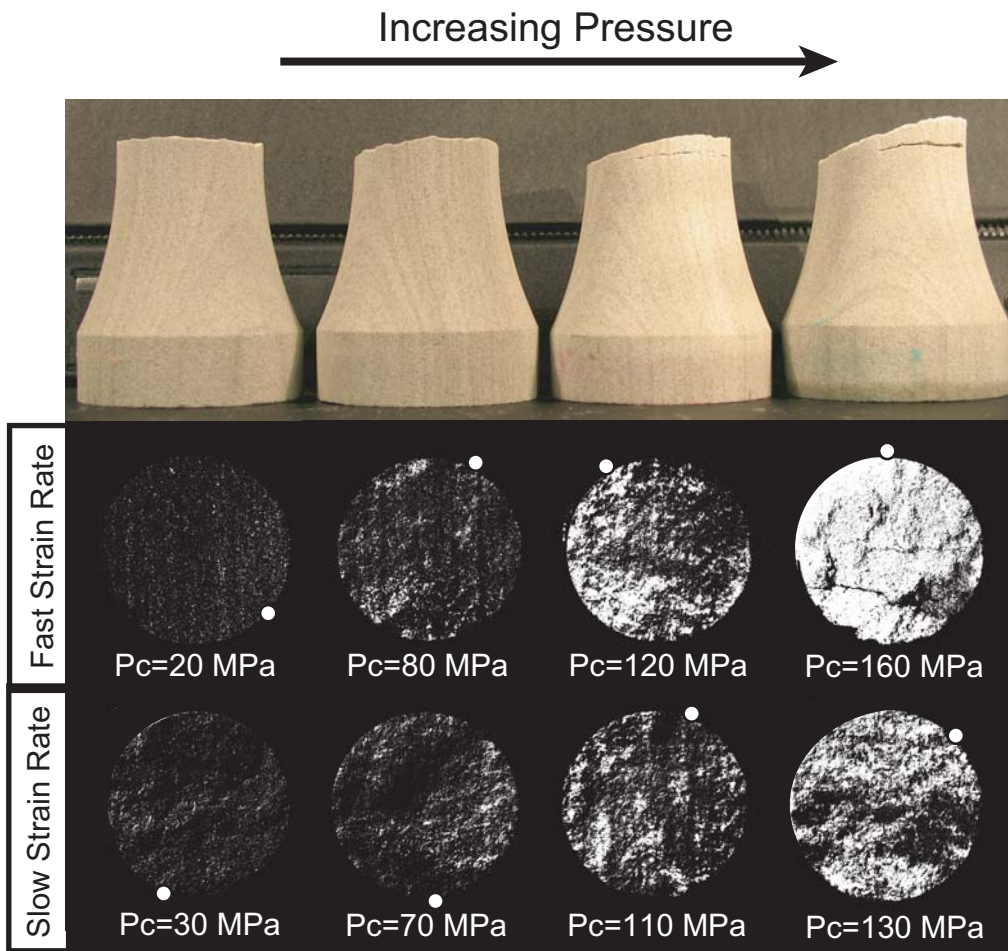 Increasing Pressure
Fast Strain Rate
Pc=20 MPa
Pc=80 MPa
Pc=120 MPa
Pc=160 MPa
Slow Strain Rate
Pc=30 MPa
Pc=70 MPa
Pc=110 MPa
Pc=130 MPa